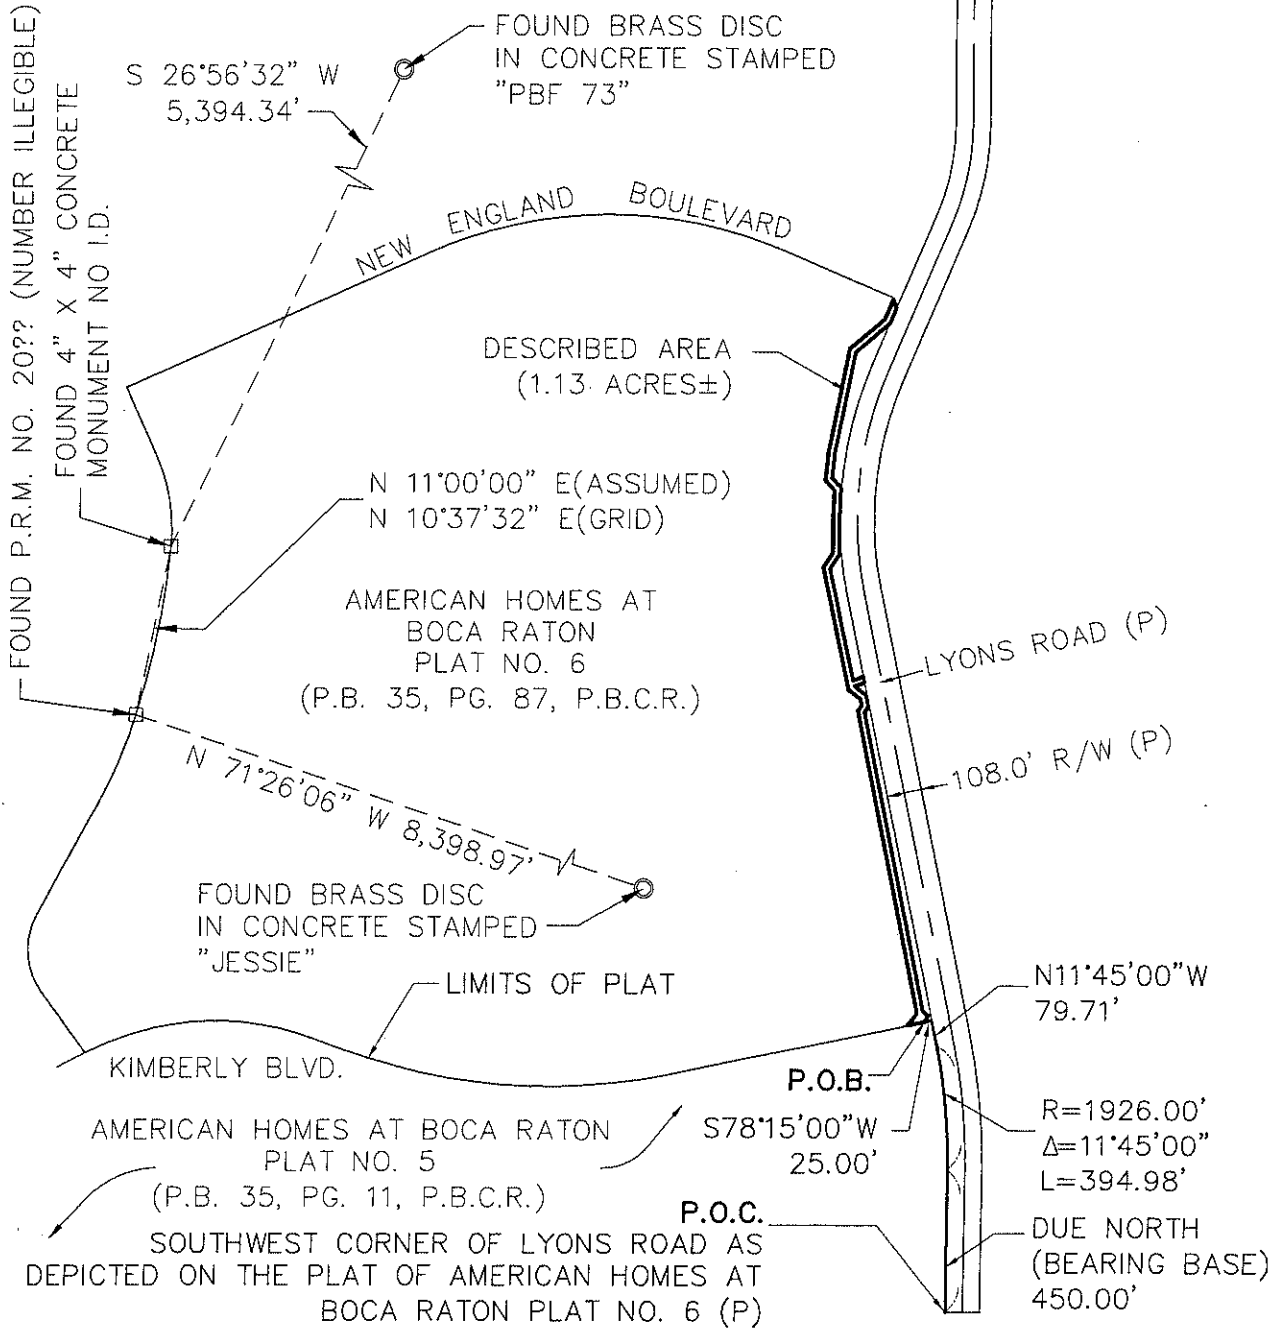 FOUND P.R.M. NO. 20?? (NUMBER ILLEGIBLE)
FOUND 4" X 4" CONCRETE
MONUMENT NO I.D.
S 26°56'32" W
5,394.34'
FOUND BRASS DISC
IN CONCRETE STAMPED
"PBF 73"
NEW ENGLAND BOULEVARD
DESCRIBED AREA
(1.13 ACRES±)
N 11°00'00" E(ASSUMED)
N 10°37'32" E(GRID)
AMERICAN HOMES AT
BOCA RATON
PLAT NO. 6
(P.B. 35, PG. 87, P.B.C.R.)
LYONS ROAD (P)
108.0' R/W (P)
N 71°26'06" W 8,398.97'
FOUND BRASS DISC
IN CONCRETE STAMPED
"JESSIE"
LIMITS OF PLAT
N11°45'00"W
79.71'
KIMBERLY BLVD.
P.O.B.
S78°15'00"W
25.00'
R=1926.00'
Δ=11°45'00"
L=394.98'
AMERICAN HOMES AT BOCA RATON
PLAT NO. 5
(P.B. 35, PG. 11, P.B.C.R.)
P.O.C.
SOUTHWEST CORNER OF LYONS ROAD AS
DEPICTED ON THE PLAT OF AMERICAN HOMES AT
BOCA RATON PLAT NO. 6 (P)
DUE NORTH
(BEARING BASE)
450.00'